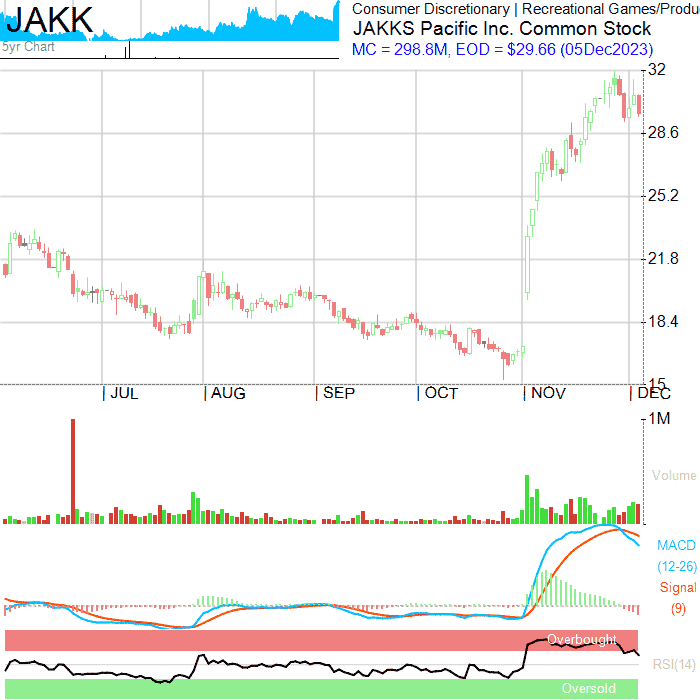 JAKK
5yr Chart
Consumer Discretionary | Recreational Games/Produ
JAKKS Pacific Inc. Common Stock
MC = 298.8M, EOD = $29.66 (05Dec2023)
32
28.6
25.2
21.8
18.4
15
| JUL | AUG | SEP | OCT | NOV | DEC
1M
Volume
MACD
(12-26)
Signal
(9)
Overbought
RSI(14)
Oversold